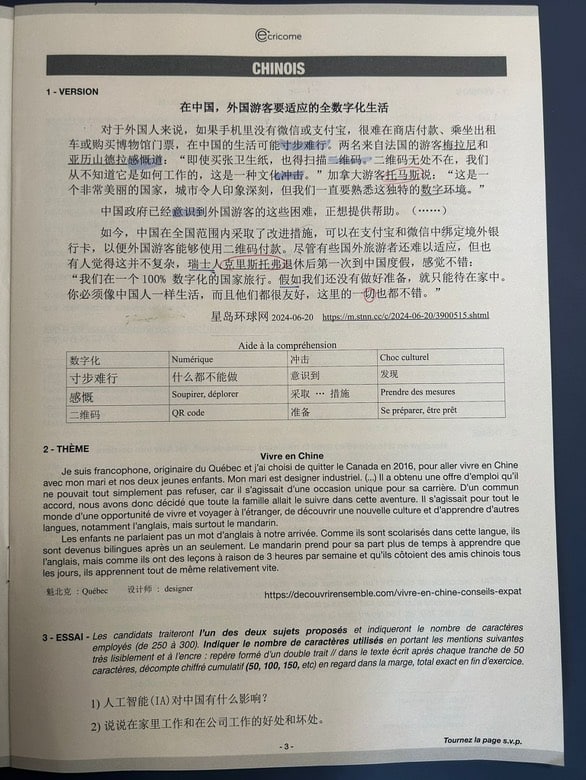 ecricome
CHINOIS
1 - VERSION
在中国，外国游客要适应的全数字化生活
对于外国人来说，如果手机里没有微信或支付宝，很难在商店付款、乘坐出租
车或购买博物馆门票，在中国的生活可能寸步难行。两名来自法国的游客梅拉尼和
亚历山德拉感慨道：“即使买张卫生纸，也得扫描二维码。二维码无处不在，我们
从不知道它是如何工作的，这是一种文化冲击。”加拿大游客托马斯说：“这是一
个非常美丽的国家，城市令人印象深刻，但我们一直要熟悉这独特的数字环境。”
中国政府已经意识到外国游客的这些困难，正想提供帮助。（……）
如今，中国在全国范围内采取了改进措施，可以在支付宝和微信中绑定境外银
行卡，以便外国游客能够使用二维码付款。尽管有些国外旅游者还难以适应，但也
有人觉得这并不复杂，瑞士人克里斯托弗退休后第一次到中国度假，感觉不错：
“我们在一个 100% 数字化的国家旅行。假如我们还没有做好准备，就只能待在家中。
你必须像中国人一样生活，而且他们都很友好，这里的一切也都不错。”
星岛环球网 2024-06-20 https://m.stnn.cc/c/2024-06-20/3900515.shtml
Aide à la compréhension
数字化 Numérique 冲击 Choc culturel
寸步难行 什么都不能做 意识到 发现
感慨 Soupirer, déplorer 采取 … 措施 Prendre des mesures
二维码 QR code 准备 Se préparer, être prêt
2 - THÈME
Vivre en Chine
Je suis francophone, originaire du Québec et j'ai choisi de quitter le Canada en 2016, pour aller vivre en Chine
avec mon mari et nos deux jeunes enfants. Mon mari est designer industriel. (...) Il a obtenu une offre d'emploi qu'il
ne pouvait tout simplement pas refuser, car il s'agissait d'une occasion unique pour sa carrière. D'un commun
accord, nous avons donc décidé que toute la famille allait le suivre dans cette aventure. Il s'agissait pour tout le
monde d'une opportunité de vivre et voyager à l'étranger, de découvrir une nouvelle culture et d'apprendre d'autres
langues, notamment l'anglais, mais surtout le mandarin.
Les enfants ne parlaient pas un mot d'anglais à notre arrivée. Comme ils sont scolarisés dans cette langue, ils
sont devenus bilingues après un an seulement. Le mandarin prend pour sa part plus de temps à apprendre que
l'anglais, mais comme ils ont des leçons à raison de 3 heures par semaine et qu'ils côtoient des amis chinois tous
les jours, ils apprennent tout de même relativement vite.
魁北克 : Québec 设计师 : designer https://decouvrirensemble.com/vivre-en-chine-conseils-expat
3 - ESSAI - Les candidats traiteront l'un des deux sujets proposés et indiqueront le nombre de caractères
employés (de 250 à 300). Indiquer le nombre de caractères utilisés en portant les mentions suivantes
très lisiblement et à l'encre : repère formé d'un double trait // dans le texte écrit après chaque tranche de 50
caractères, décompte chiffré cumulatif (50, 100, 150, etc) en regard dans la marge, total exact en fin d'exercice.
1) 人工智能(IA)对中国有什么影响？
2) 说说在家里工作和在公司工作的好处和坏处。
Tournez la page s.v.p.
- 3 -